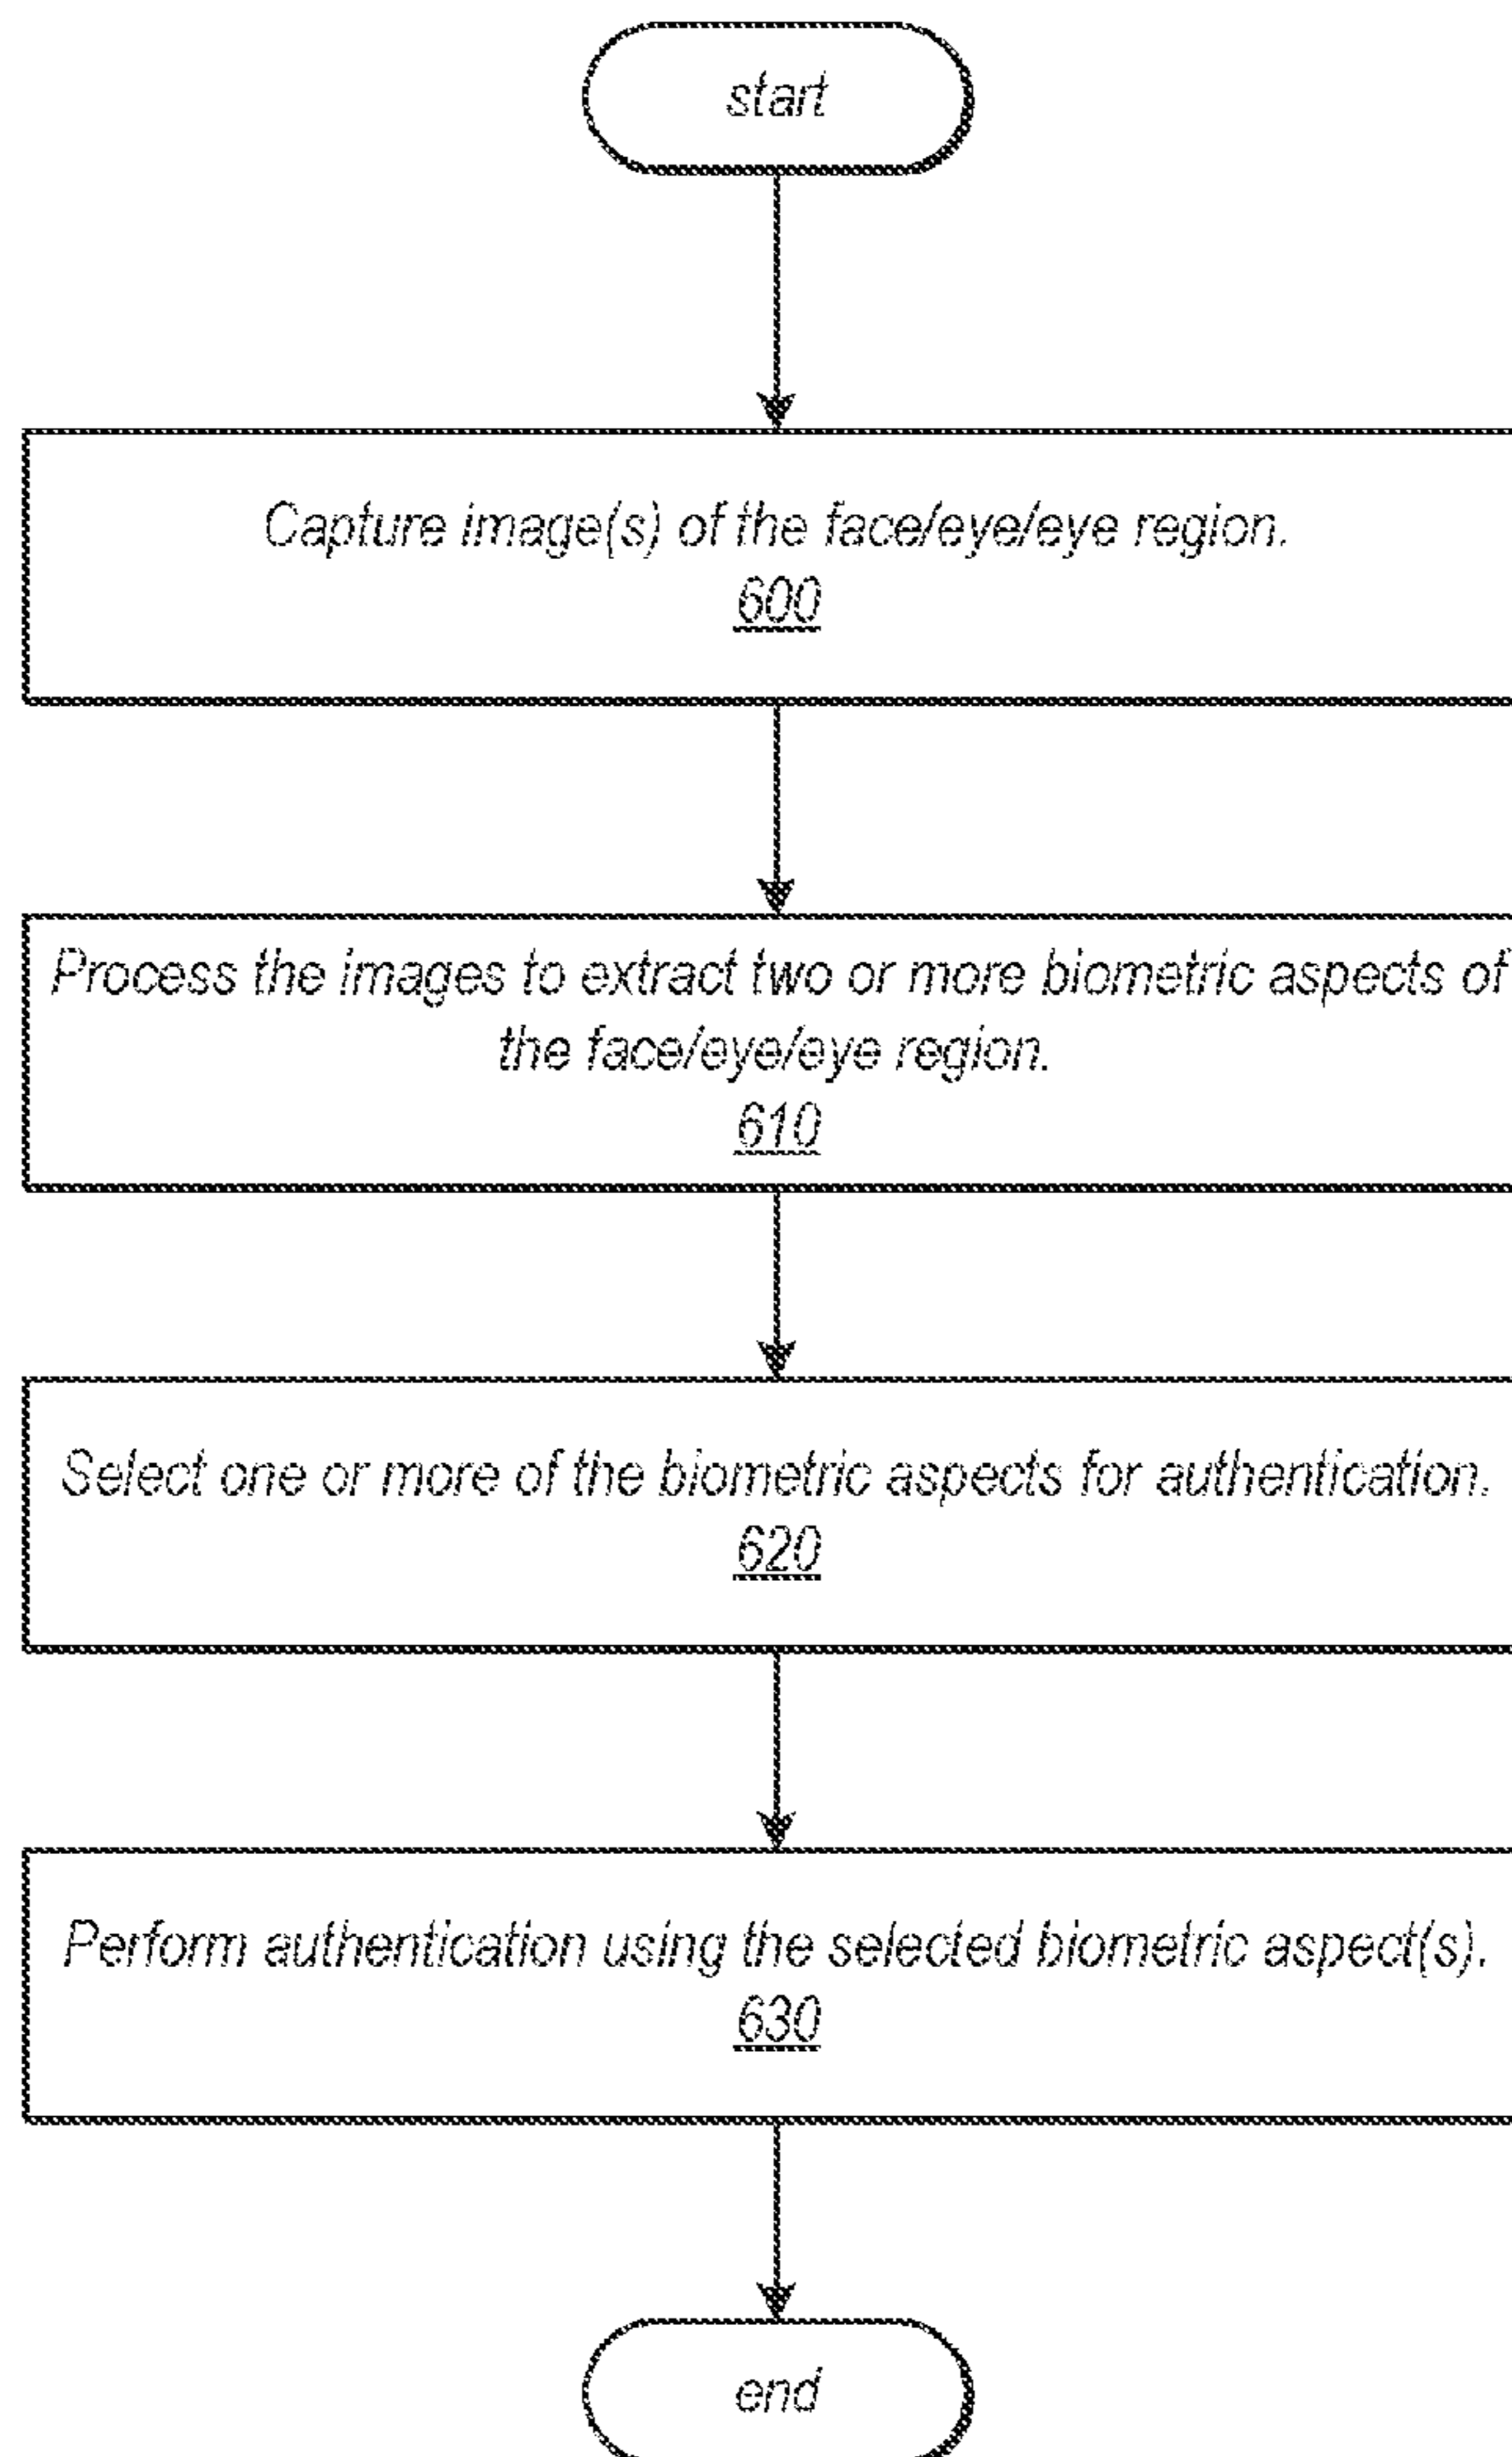 start
Capture image(s) of the face/eye/eye region.
600
Process the images to extract two or more biometric aspects of
the face/eye/eye region.
610
Select one or more of the biometric aspects for authentication.
620
Perform authentication using the selected biometric aspect(s).
630
end